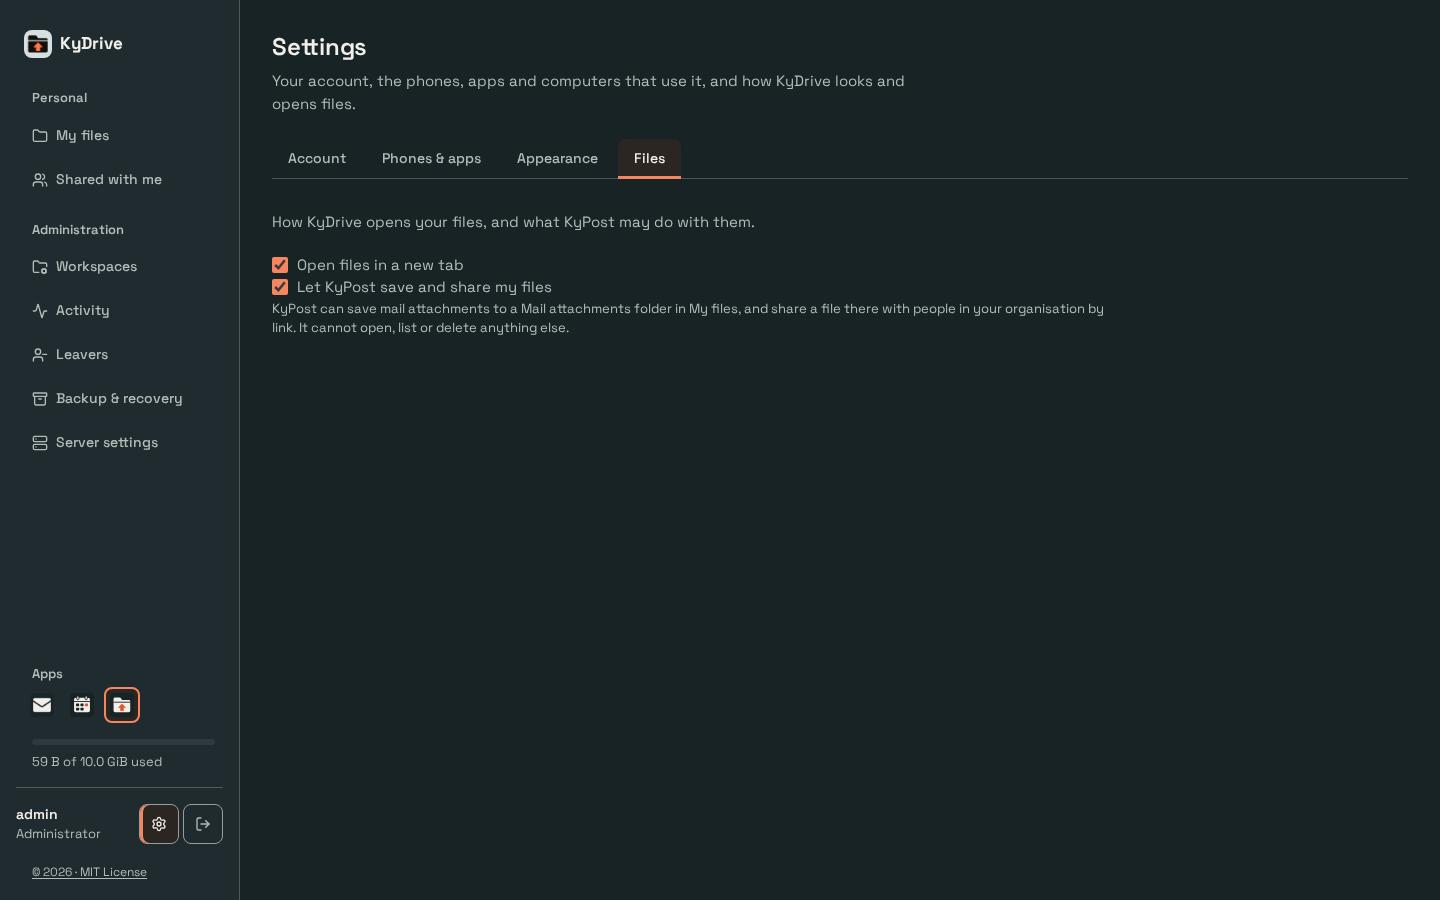 KyDrive
Personal
My files
Shared with me
Administration
Workspaces
Activity
Leavers
Backup & recovery
Server settings
Apps
59 B of 10.0 GiB used
admin
Administrator
© 2026 · MIT License
Settings
Your account, the phones, apps and computers that use it, and how KyDrive looks and
opens files.
Account
Phones & apps
Appearance
Files
How KyDrive opens your files, and what KyPost may do with them.
Open files in a new tab
Let KyPost save and share my files
KyPost can save mail attachments to a Mail attachments folder in My files, and share a file there with people in your organisation by
link. It cannot open, list or delete anything else.